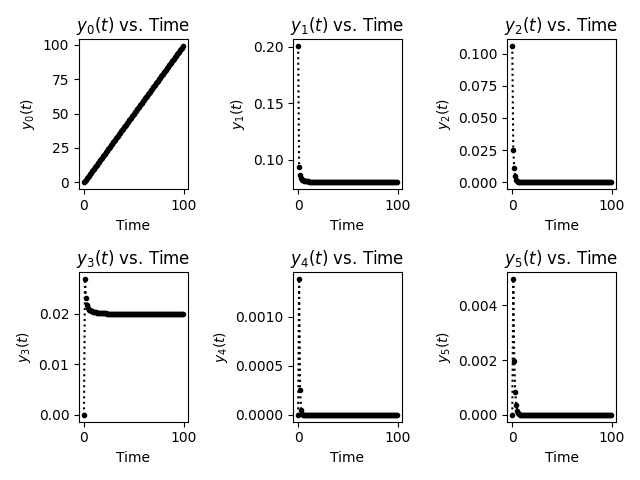 y₀(t) vs. Time
100
75
50
25
0
y₀(t)
0 100
Time
y₁(t) vs. Time
0.20
0.15
0.10
y₁(t)
0 100
Time
y₂(t) vs. Time
0.100
0.075
0.050
0.025
0.000
y₂(t)
0 100
Time
y₃(t) vs. Time
0.02
0.01
0.00
y₃(t)
0 100
Time
y₄(t) vs. Time
0.0010
0.0005
0.0000
y₄(t)
0 100
Time
y₅(t) vs. Time
0.004
0.002
0.000
y₅(t)
0 100
Time